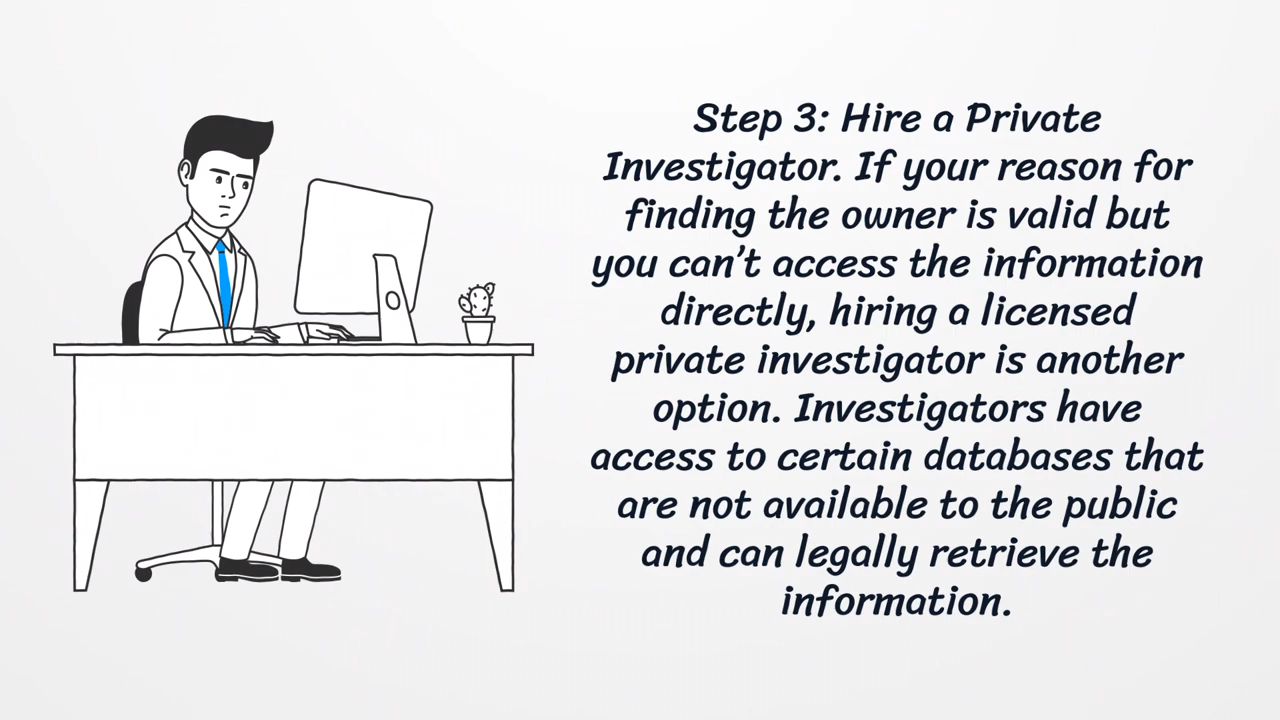 Step 3: Hire a Private
Investigator. If your reason for
finding the owner is valid but
you can’t access the information
directly, hiring a licensed
private investigator is another
option. Investigators have
access to certain databases that
are not available to the public
and can legally retrieve the
information.